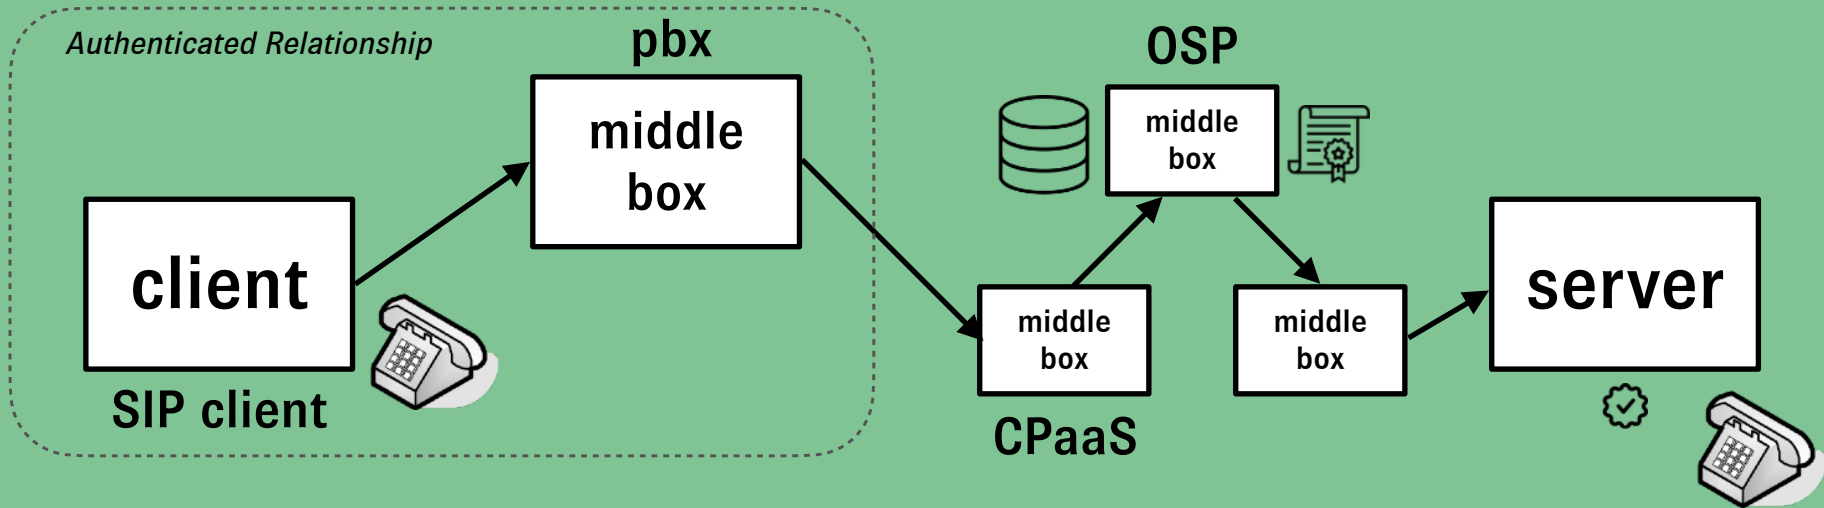 Authenticated Relationship
pbx
middle
box
client
SIP client
OSP
middle
box
middle
box
CPaaS
middle
box
server